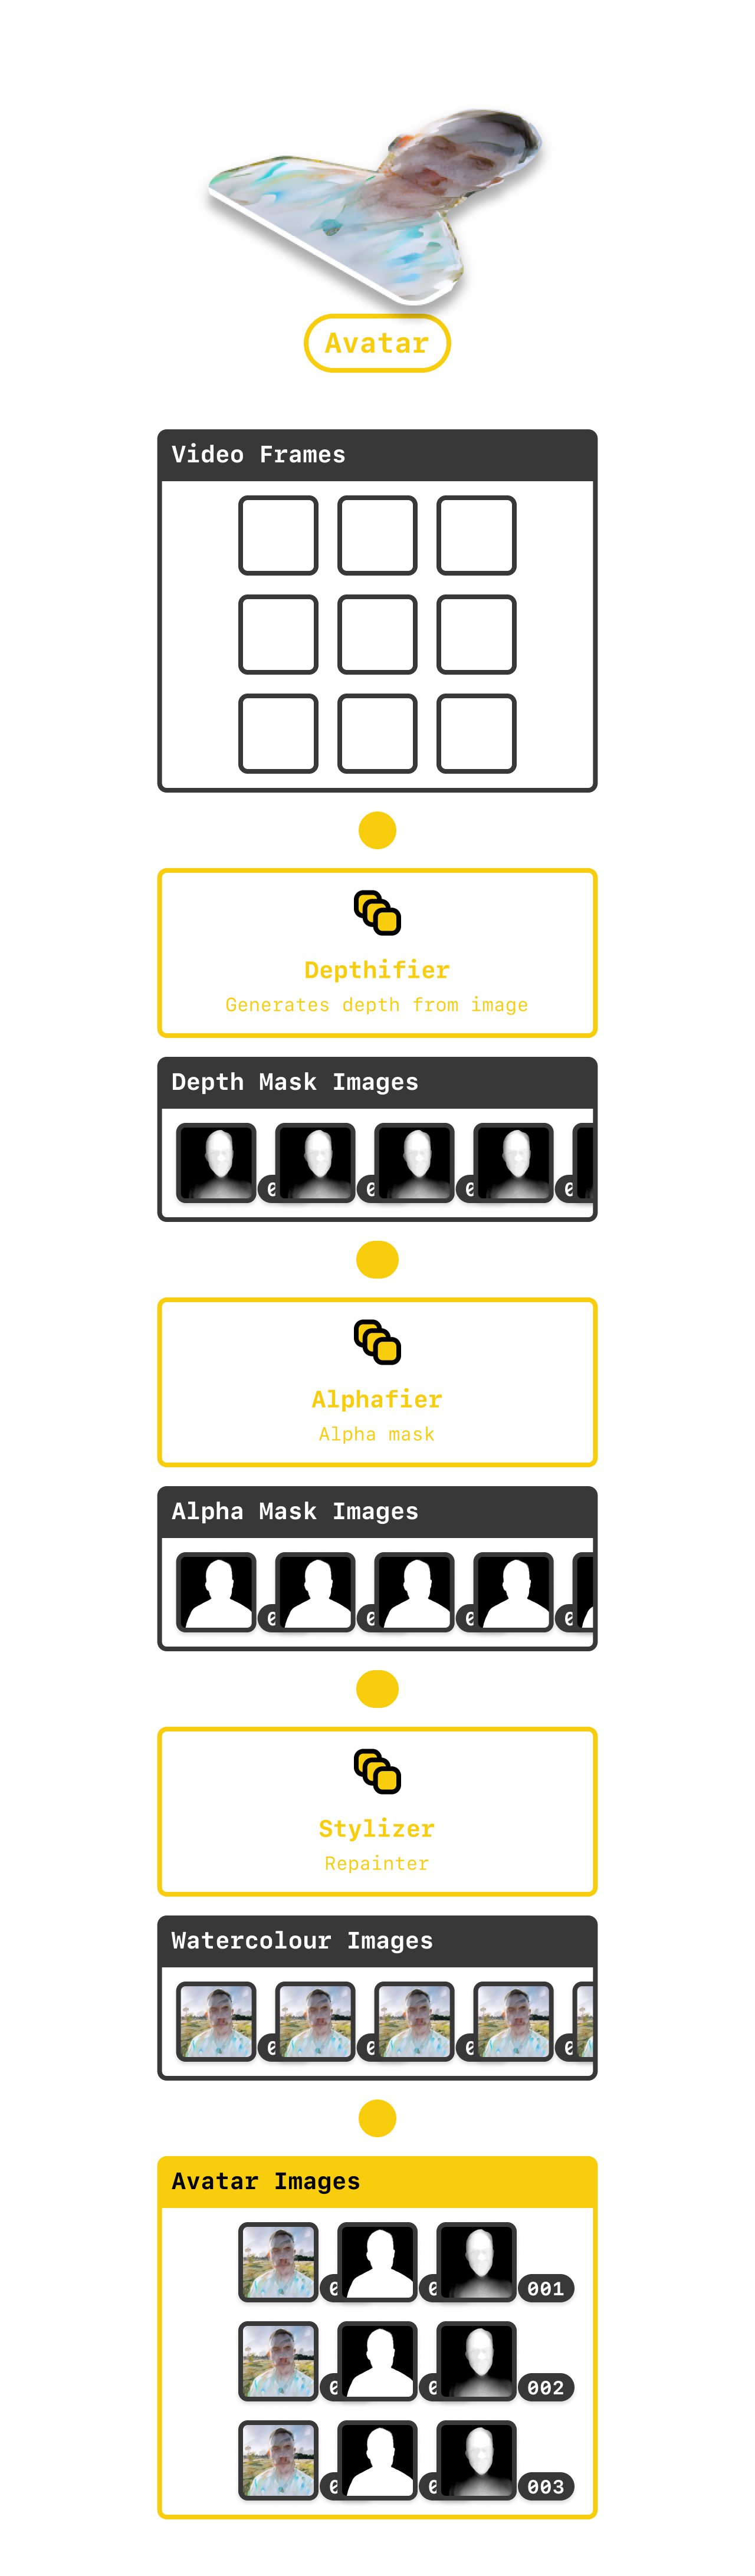 Avatar
Video Frames
Depthifier
Generates depth from image
Depth Mask Images
Alphafier
Alpha mask
Alpha Mask Images
Stylizer
Repainter
Watercolour Images
Avatar Images
001
002
003